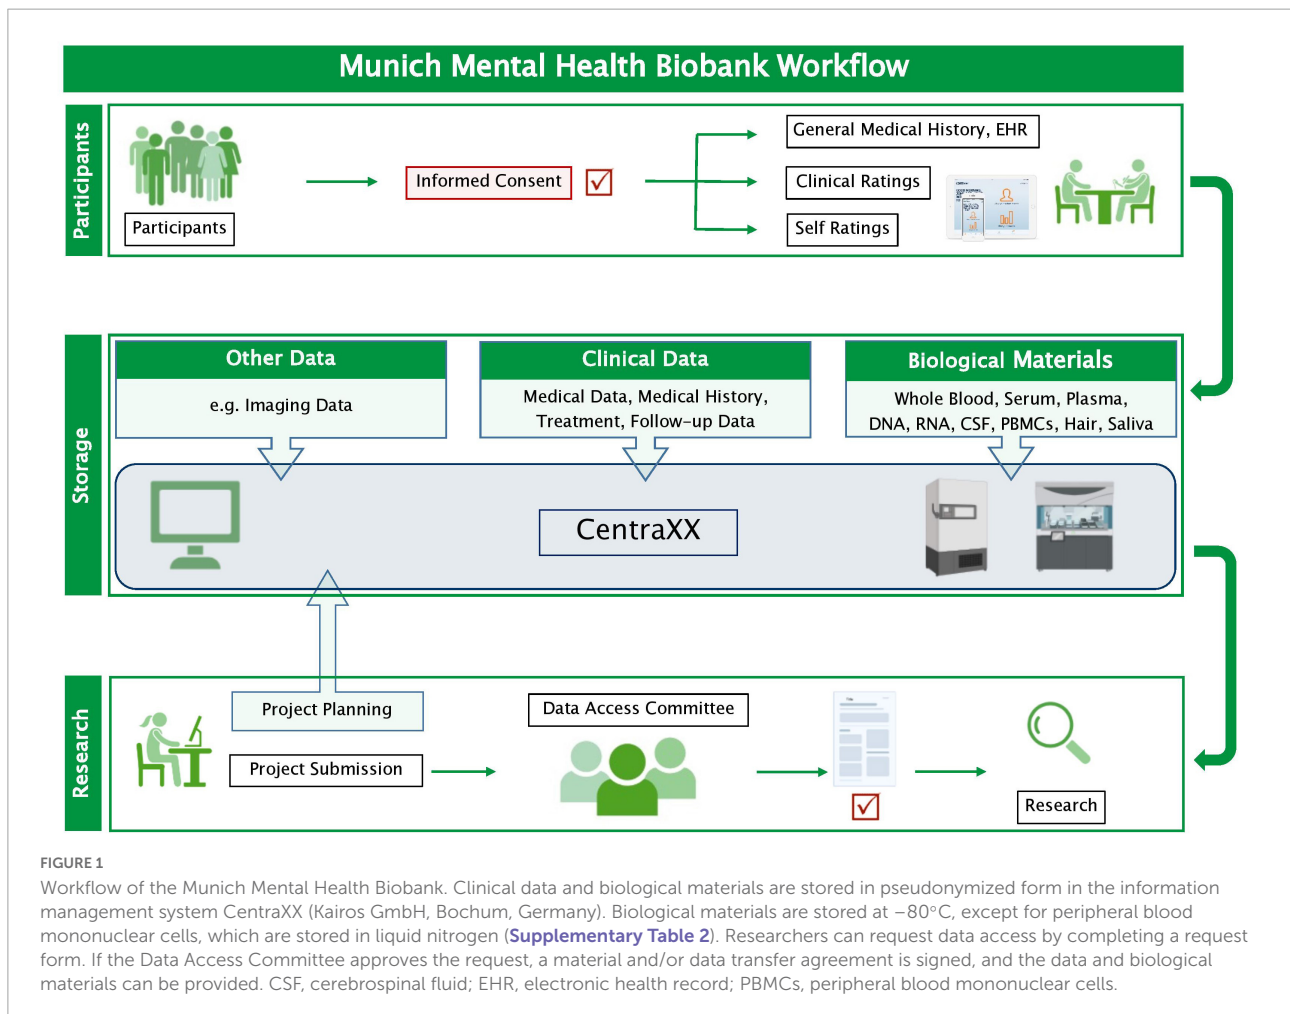 Munich Mental Health Biobank Workflow
Participants
Participants
Informed Consent
General Medical History, EHR
Clinical Ratings
Self Ratings
Storage
Other Data
e.g. Imaging Data
Clinical Data
Medical Data, Medical History,
Treatment, Follow-up Data
Biological Materials
Whole Blood, Serum, Plasma,
DNA, RNA, CSF, PBMCs, Hair, Saliva
CentraXX
Research
Project Planning
Project Submission
Data Access Committee
Title
Research
FIGURE 1
Workflow of the Munich Mental Health Biobank. Clinical data and biological materials are stored in pseudonymized form in the information
management system CentraXX (Kairos GmbH, Bochum, Germany). Biological materials are stored at −80°C, except for peripheral blood
mononuclear cells, which are stored in liquid nitrogen (Supplementary Table 2). Researchers can request data access by completing a request
form. If the Data Access Committee approves the request, a material and/or data transfer agreement is signed, and the data and biological
materials can be provided. CSF, cerebrospinal fluid; EHR, electronic health record; PBMCs, peripheral blood mononuclear cells.